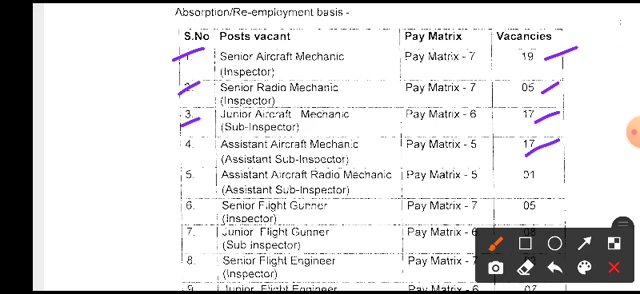 Absorption/Re-employment basis -
S.No Posts vacant Pay Matrix Vacancies
1. Senior Aircraft Mechanic Pay Matrix - 7 19
(Inspector)
2. Senior Radio Mechanic Pay Matrix - 7 05
(Inspector)
3. Junior Aircraft Mechanic Pay Matrix - 6 17
(Sub-Inspector)
4. Assistant Aircraft Mechanic Pay Matrix - 5 17
(Assistant Sub-Inspector)
5. Assistant Aircraft Radio Mechanic Pay Matrix - 5 01
(Assistant Sub-Inspector)
6. Senior Flight Gunner Pay Matrix - 7 05
(Inspector)
7. Junior Flight Gunner Pay Matrix - 6
(Sub inspector)
8. Senior Flight Engineer Pay Matrix - 7
(Inspector)
9. Junior Flight Engineer Pay Matrix - 6 07